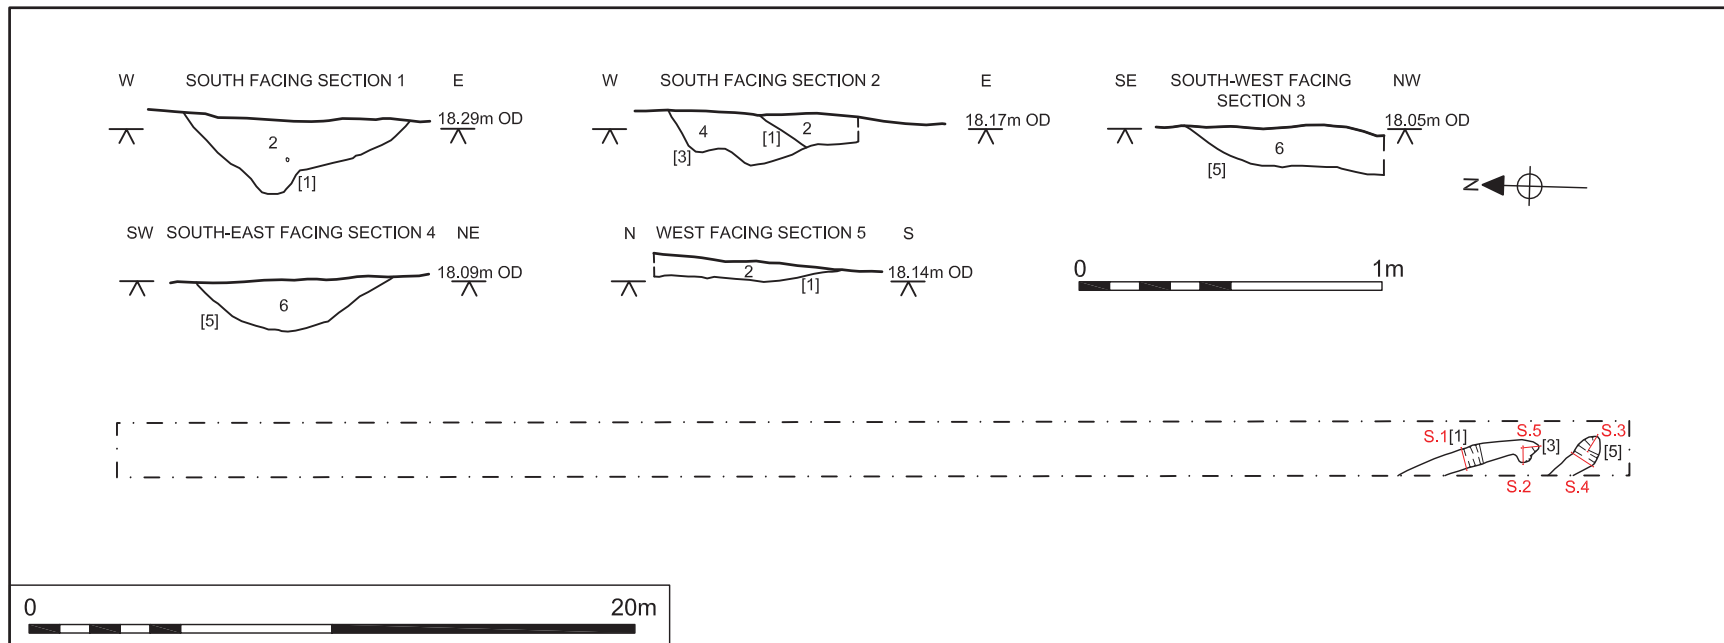 W SOUTH FACING SECTION 1 E
18.29m OD
2
[1]
W SOUTH FACING SECTION 2 E
18.17m OD
4 [1] 2
[3]
SE SOUTH-WEST FACING NW
SECTION 3
18.05m OD
6
[5]
N
SW SOUTH-EAST FACING SECTION 4 NE
18.09m OD
6
[5]
N WEST FACING SECTION 5 S
18.14m OD
2
[1]
0 1m
S.1 [1] S.5 [3] S.3
[5]
S.2 S.4
0 20m